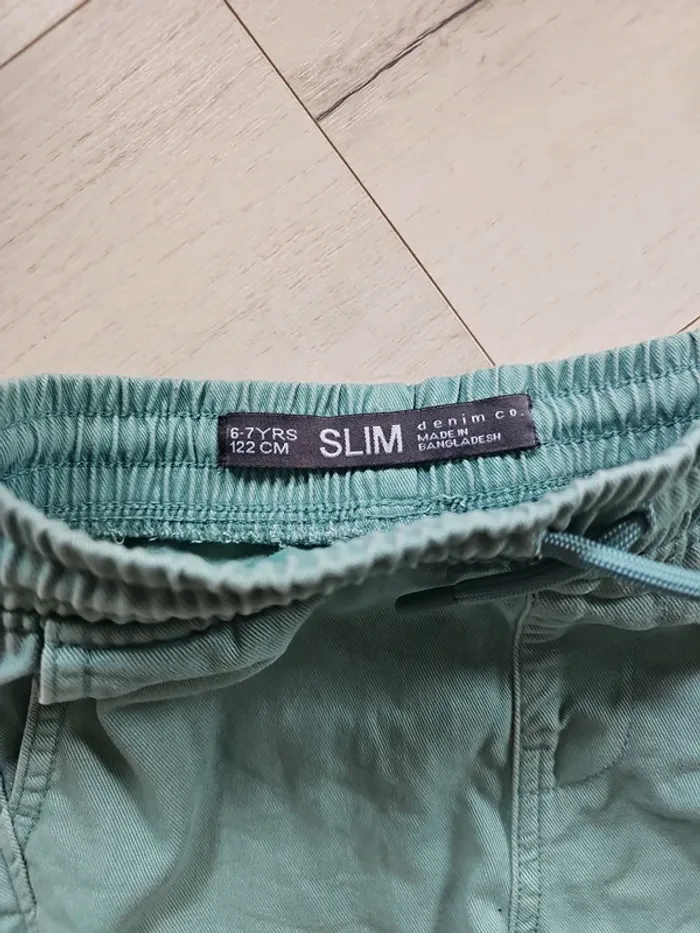 6-7YRS
122 CM
SLIM
denim co.
MADE IN
BANGLADESH